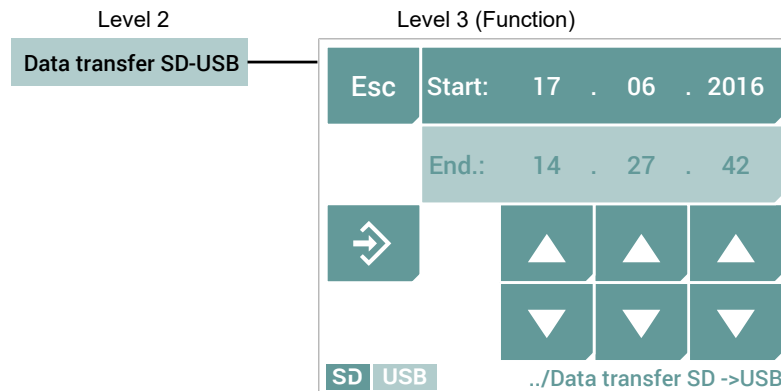 Level 2
Level 3 (Function)
Data transfer SD-USB
Esc
Start: 17 . 06 . 2016
End.: 14 . 27 . 42
SD USB
../Data transfer SD ->USB